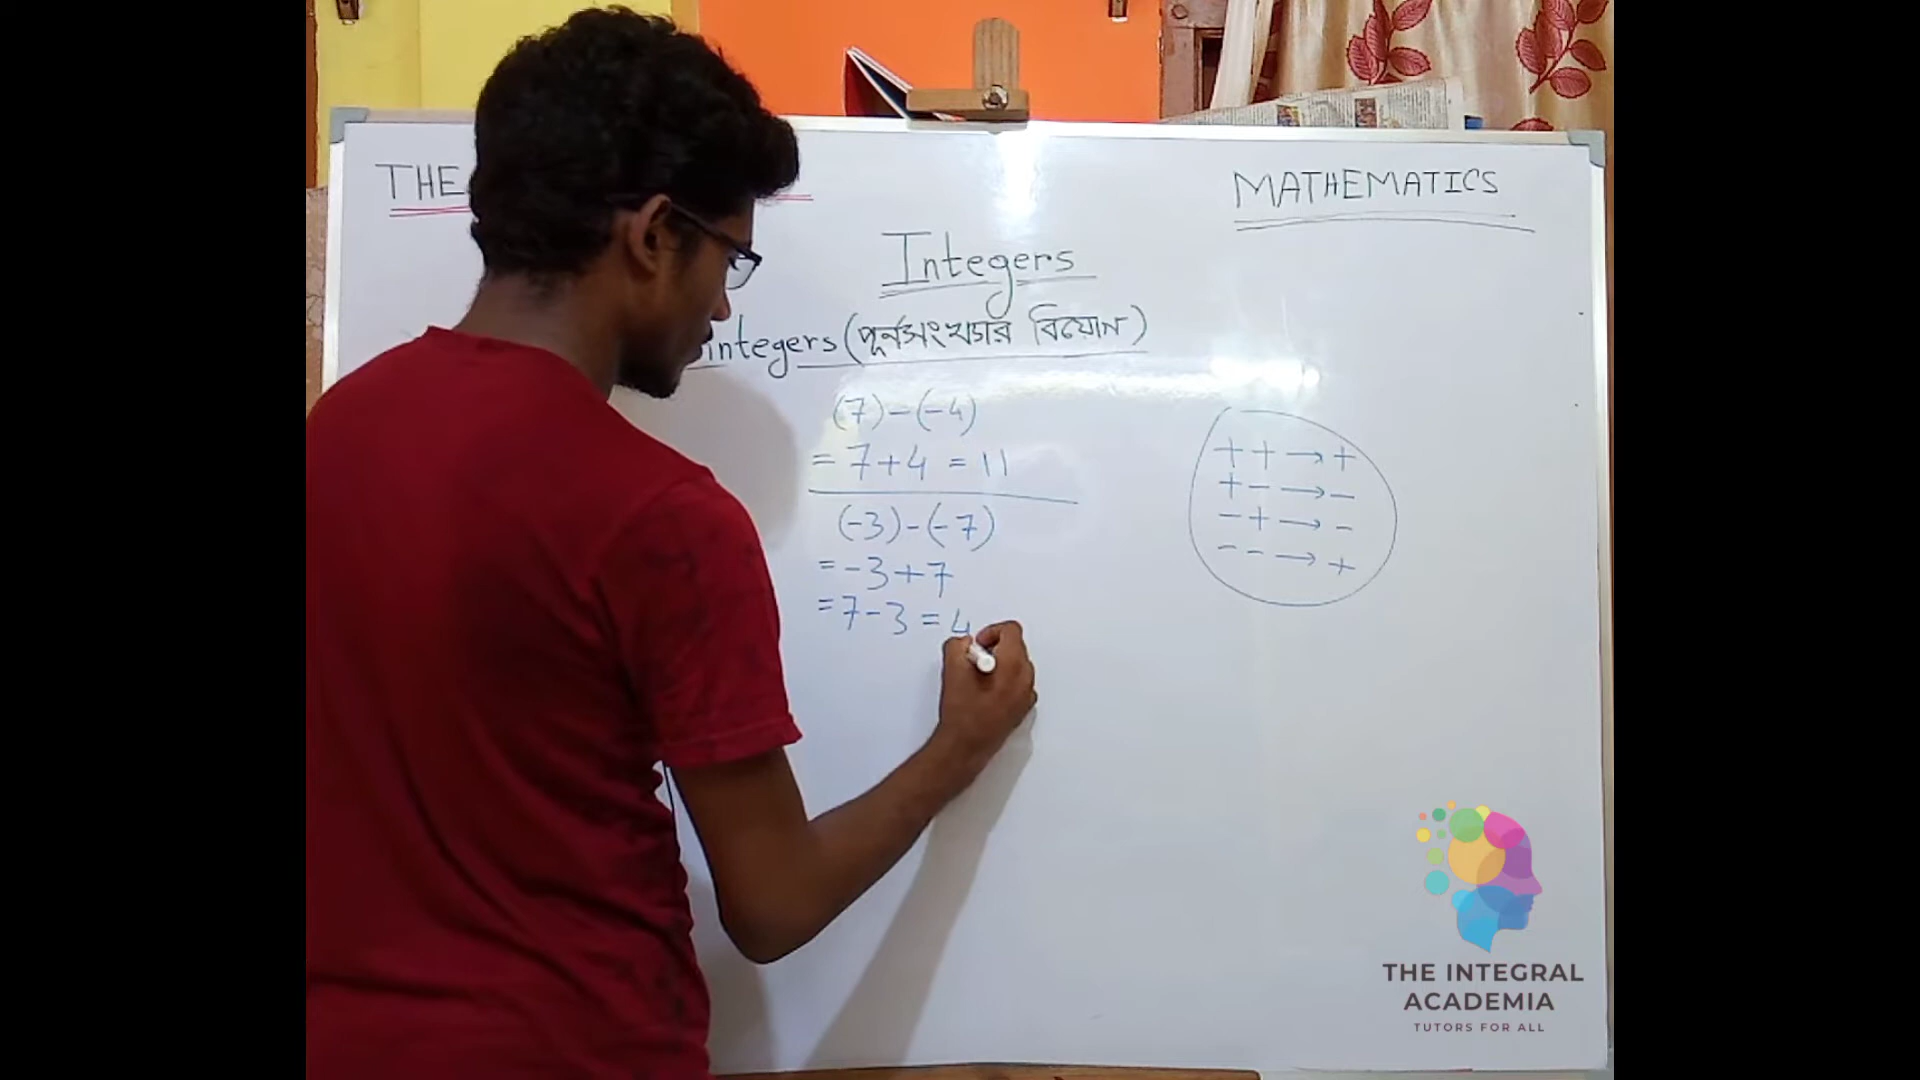 THE
MATHEMATICS
Integers
integers (পূর্নসংখ্যার বিয়োগ)
(7)-(-4)
= 7+4 = 11
(-3)-(-7)
= -3+7
= 7-3 = 4
+ + → +
+ - → -
- + → -
- - → +
THE INTEGRAL
ACADEMIA
TUTORS FOR ALL